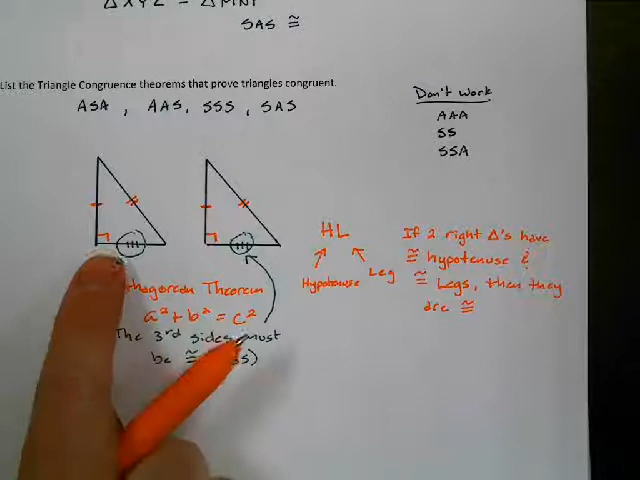 SAS ≅
List the Triangle Congruence theorems that prove triangles congruent.
ASA , AAS, SSS , SAS
Don't Work
AAA
SS
SSA
HL
Hypotenuse
Leg
If 2 right Δ's have
≅ hypotenuse &
≅ Legs, then they
are ≅
Theorem
a² + b² = c²
The 3rd sides must
be ≅